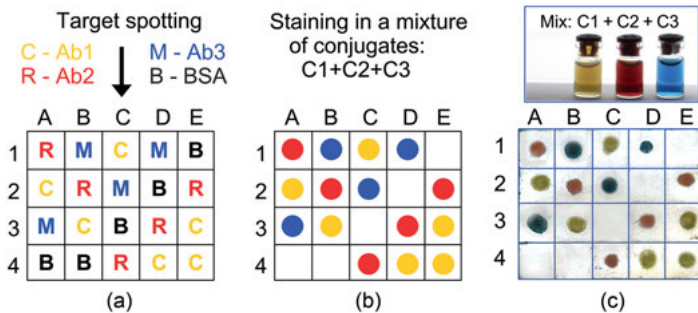 Target spotting
C - Ab1 M - Ab3
R - Ab2 B - BSA
A B C D E
1 R M C M B
2 C R M B R
3 M C B R C
4 B B R C C
(a)
Staining in a mixture
of conjugates:
C1+C2+C3
A B C D E
1
2
3
4
(b)
Mix: C1 + C2 + C3
A B C D E
1
2
3
4
(c)